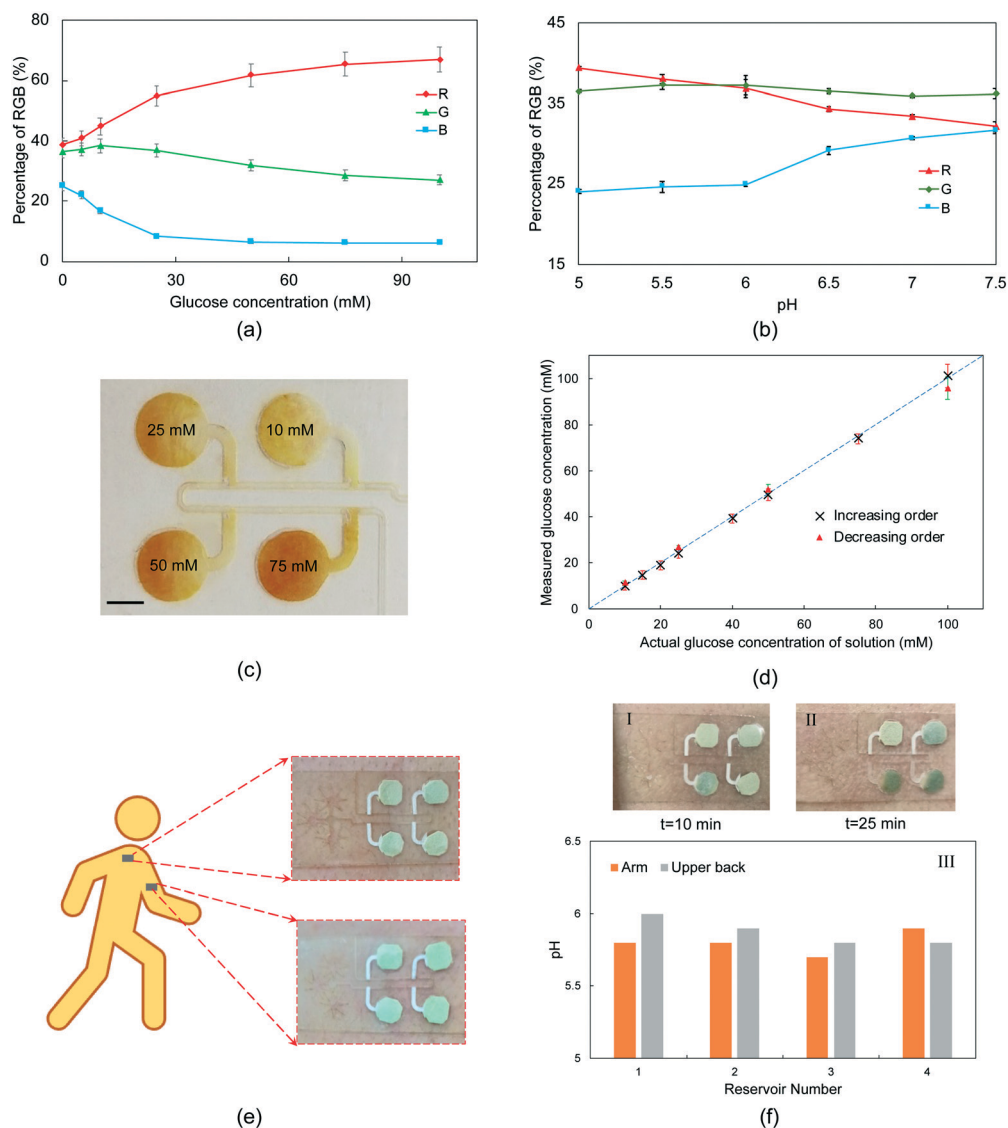 80
60
40
20
0
Percentage of RGB (%)
R
G
B
0
30
60
90
Glucose concentration (mM)
(a)
45
35
25
15
Perccentage of RGB (%)
R
G
B
5
5.5
6
6.5
7
7.5
pH
(b)
25 mM
10 mM
50 mM
75 mM
(c)
100
80
60
40
20
0
Measured glucose concentration (mM)
Increasing order
Decreasing order
0
20
40
60
80
100
Actual glucose concentration of solution (mM)
(d)
(e)
I
II
t=10 min
t=25 min
6.5
6
5.5
5
pH
Arm
Upper back
III
1
2
3
4
Reservoir Number
(f)